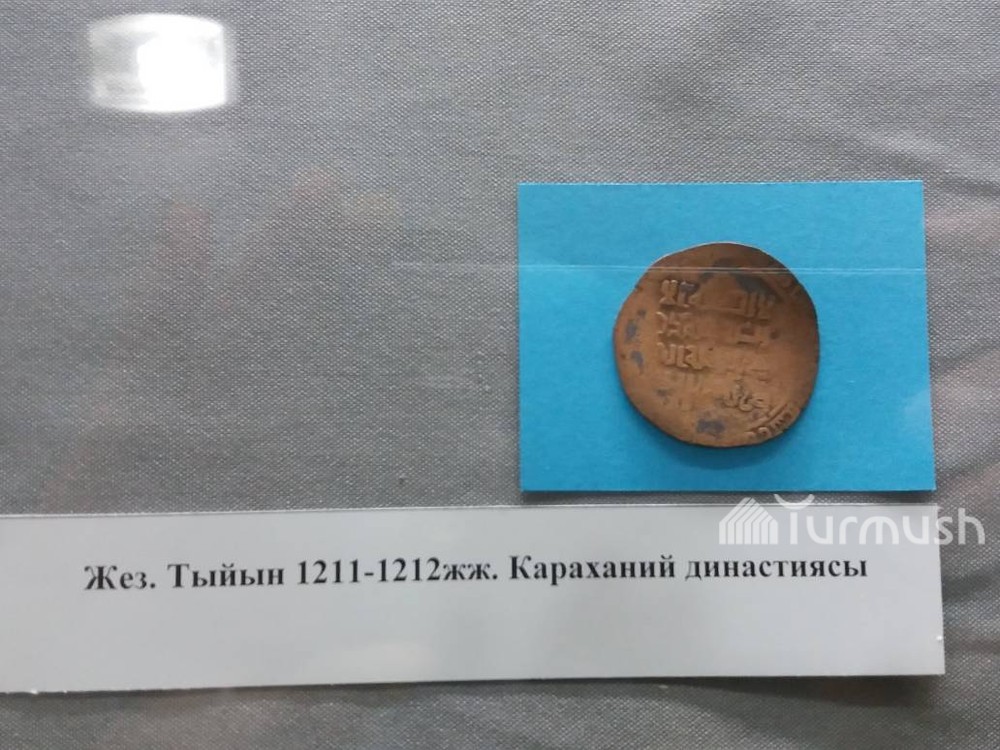 Жез. Тыйын 1211-1212жж. Караханий династиясы
Turmush